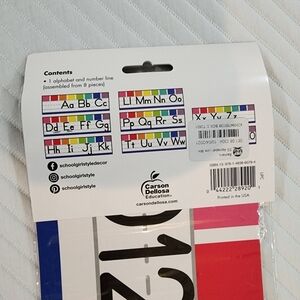 Contents
• 1 alphabet and number line
(assembled from 8 pieces)
Aa Bb Cc
Dd Ee Ff Gg
Hh Ii Jj Kk
Ll Mm Nn Oo
Pp Qq Rr Ss
Tt Uu Vv Ww
Xx Yy Zz
schoolgirlstyledecor
schoolgirlstyle
schoolgirlstyle
Carson
Dellosa
Education
carsondellosa.com
Printed in the USA
012